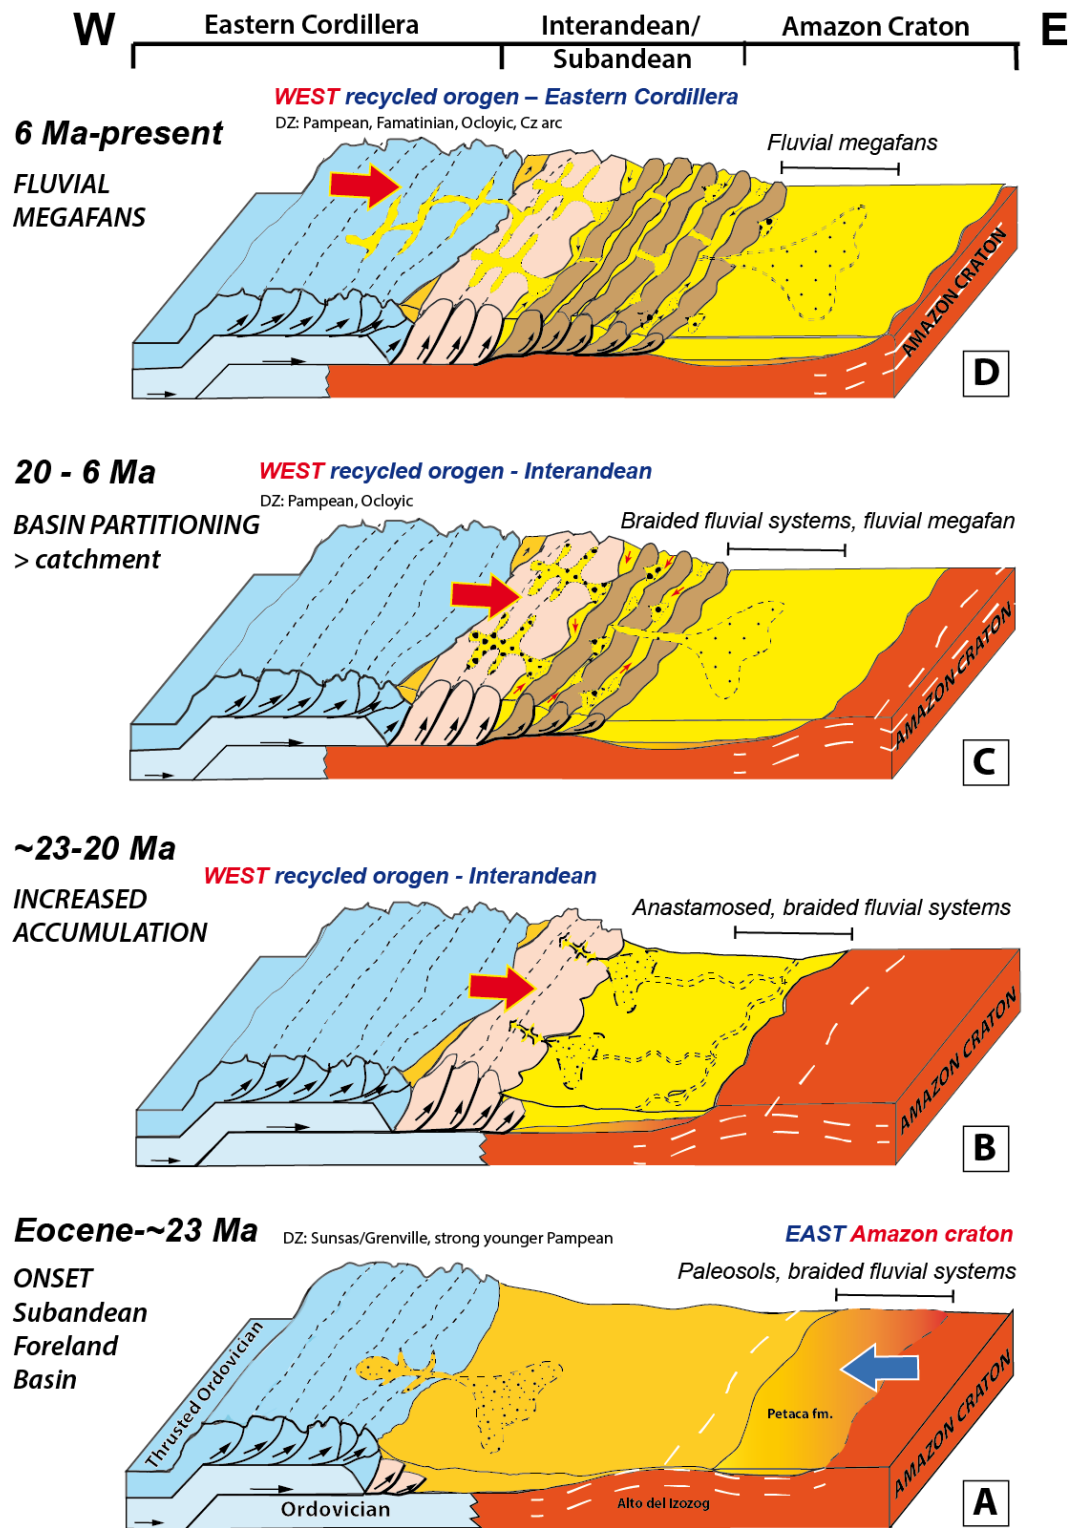 W
Eastern Cordillera
Interandean/
Subandean
Amazon Craton
E
WEST recycled orogen – Eastern Cordillera
DZ: Pampean, Famatinian, Ocloyic, Cz arc
6 Ma-present
FLUVIAL
MEGAFANS
Fluvial megafans
AMAZON CRATON
D
20 - 6 Ma
WEST recycled orogen - Interandean
DZ: Pampean, Ocloyic
BASIN PARTITIONING
> catchment
Braided fluvial systems, fluvial megafan
AMAZON CRATON
C
~23-20 Ma
WEST recycled orogen - Interandean
INCREASED
ACCUMULATION
Anastamosed, braided fluvial systems
AMAZON CRATON
B
Eocene-~23 Ma
DZ: Sunsas/Grenville, strong younger Pampean
EAST Amazon craton
Paleosols, braided fluvial systems
ONSET
Subandean
Foreland
Basin
Thrusted Ordovician
Petaca fm.
AMAZON CRATON
Ordovician
Alto del Izozog
A